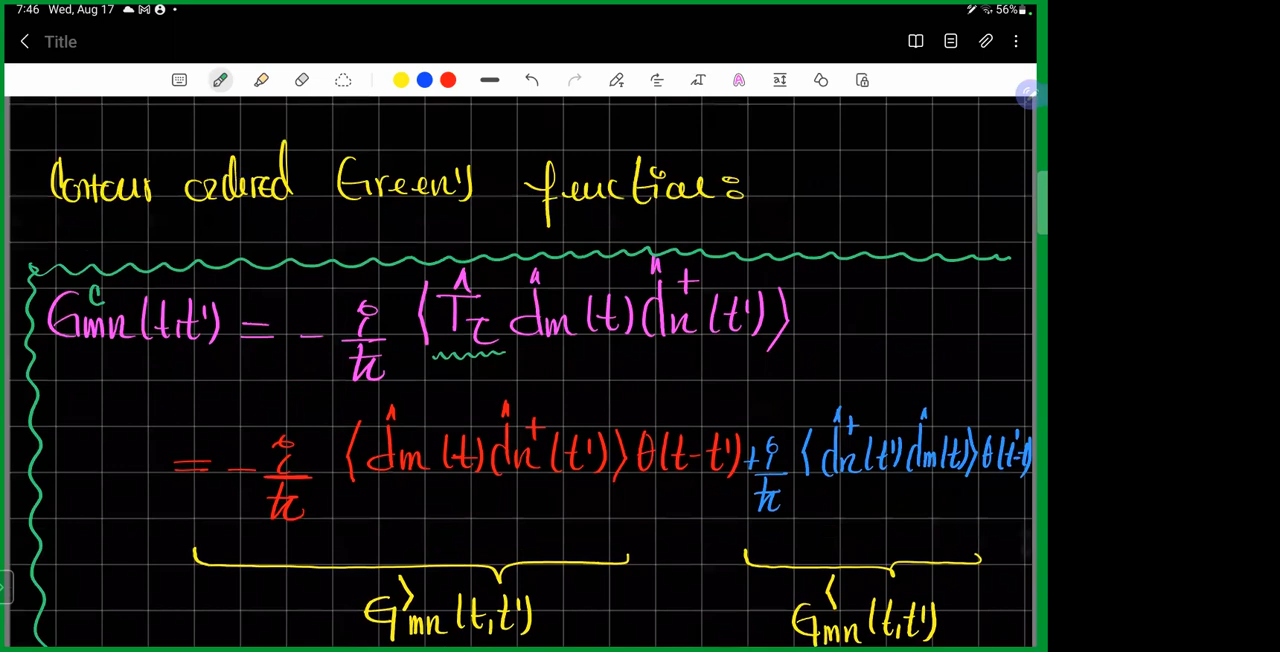 7:46 Wed, Aug 17 56%
Title
Contour ordered Green's function:
G^c_mn(t,t') = - i/ħ ⟨T̂_τ d̂_m(t) d̂_n^+(t')⟩
= - i/ħ ⟨d̂_m(t) d̂_n^+(t')⟩ θ(t-t') + i/ħ ⟨d̂_n^+(t') d̂_m(t)⟩ θ(t'-t)
G^>_mn(t,t') G^<_mn(t,t')